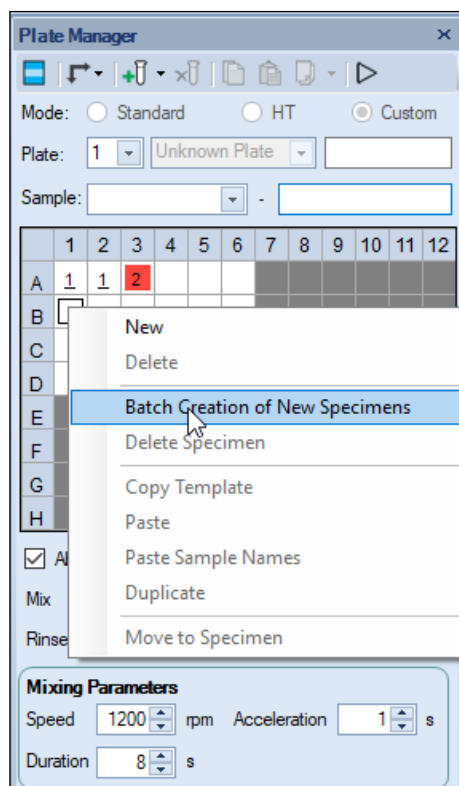 Plate Manager
Mode: Standard HT Custom
Plate: 1 Unknown Plate
Sample: -
1 2 3 4 5 6 7 8 9 10 11 12
A 1 1 2
B
C
D
E
F
G
H
New
Delete
Batch Creation of New Specimens
Delete Specimen
Copy Template
Paste
Paste Sample Names
Duplicate
Move to Specimen
Mix
Rinse
Mixing Parameters
Speed 1200 rpm Acceleration 1 s
Duration 8 s